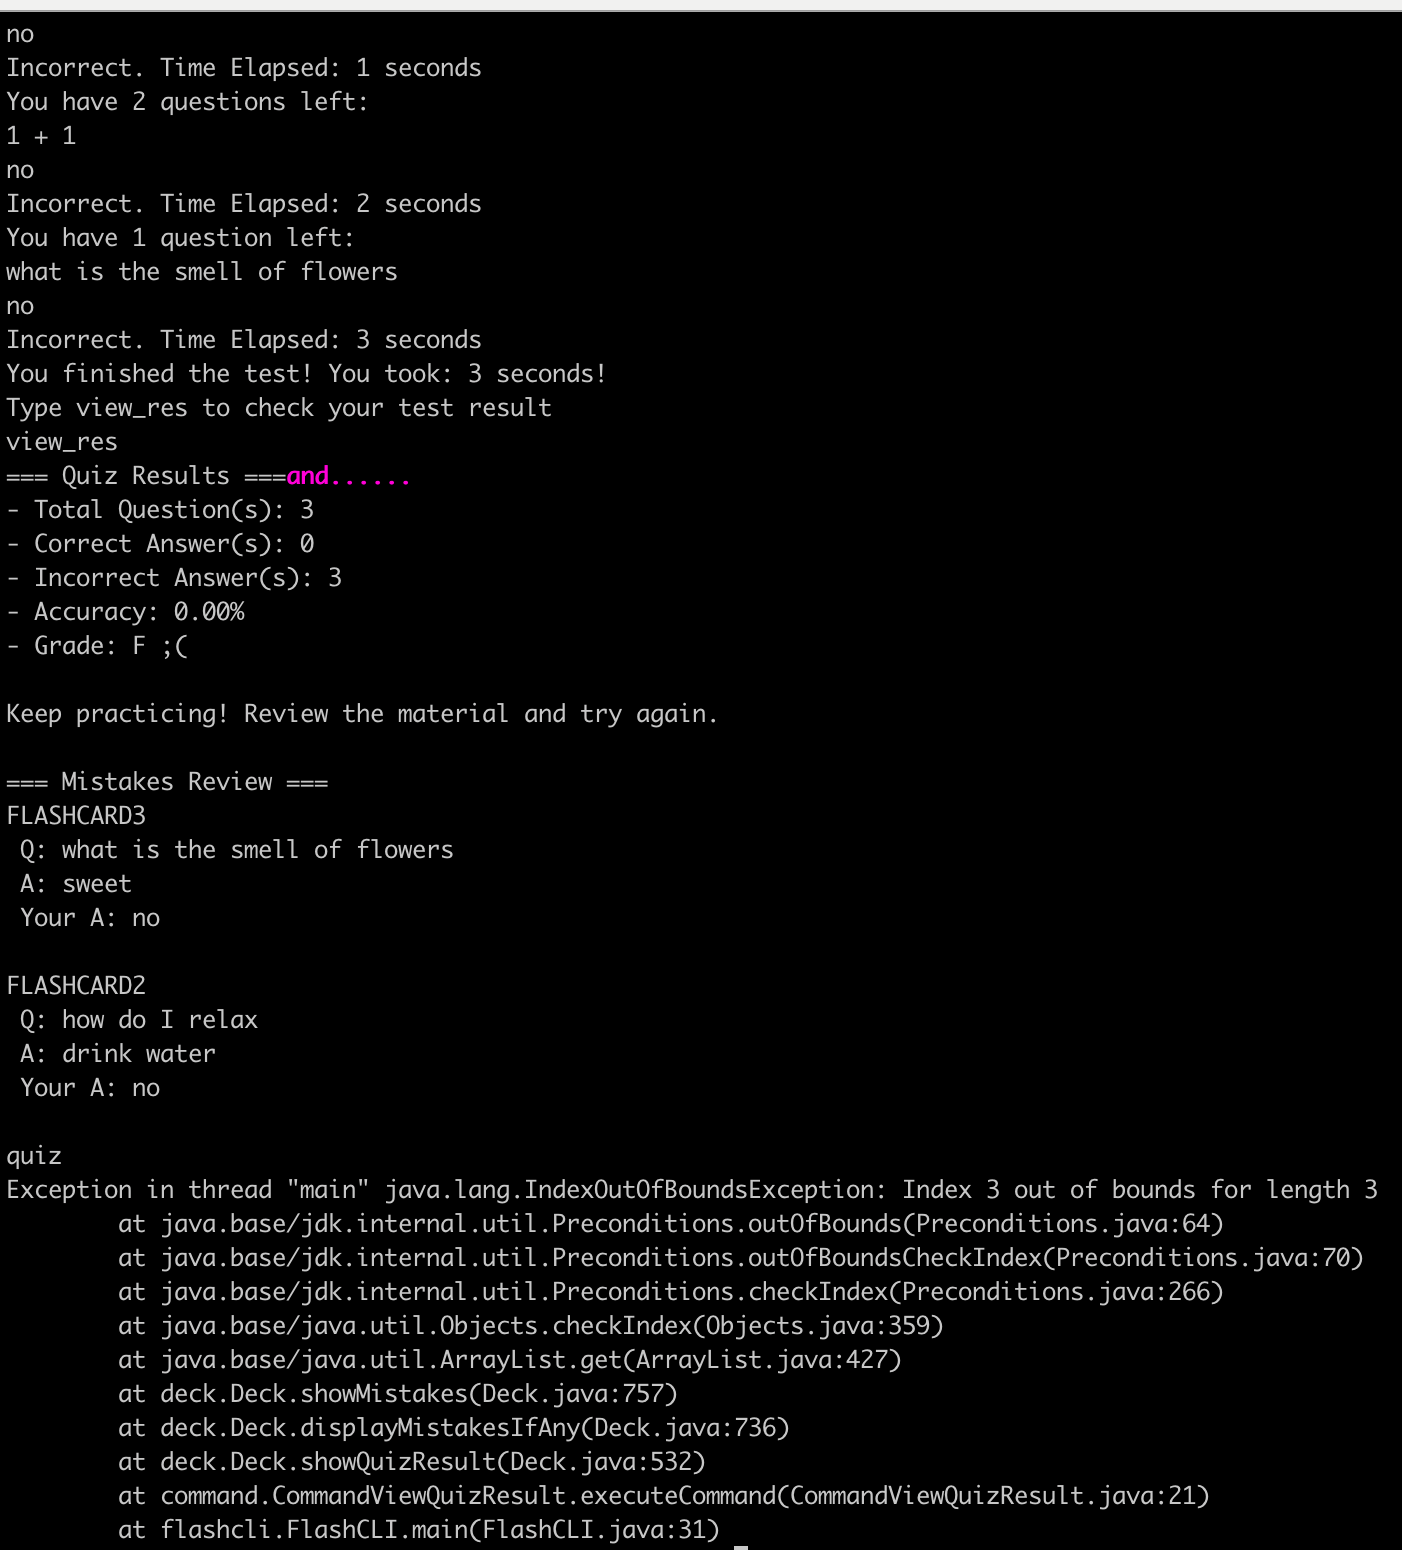 no
Incorrect. Time Elapsed: 1 seconds
You have 2 questions left:
1 + 1
no
Incorrect. Time Elapsed: 2 seconds
You have 1 question left:
what is the smell of flowers
no
Incorrect. Time Elapsed: 3 seconds
You finished the test! You took: 3 seconds!
Type view_res to check your test result
view_res
=== Quiz Results ===and......
- Total Question(s): 3
- Correct Answer(s): 0
- Incorrect Answer(s): 3
- Accuracy: 0.00%
- Grade: F ;(
Keep practicing! Review the material and try again.
=== Mistakes Review ===
FLASHCARD3
Q: what is the smell of flowers
A: sweet
Your A: no
FLASHCARD2
Q: how do I relax
A: drink water
Your A: no
quiz
Exception in thread "main" java.lang.IndexOutOfBoundsException: Index 3 out of bounds for length 3
at java.base/jdk.internal.util.Preconditions.outOfBounds(Preconditions.java:64)
at java.base/jdk.internal.util.Preconditions.outOfBoundsCheckIndex(Preconditions.java:70)
at java.base/jdk.internal.util.Preconditions.checkIndex(Preconditions.java:266)
at java.base/java.util.Objects.checkIndex(Objects.java:359)
at java.base/java.util.ArrayList.get(ArrayList.java:427)
at deck.Deck.showMistakes(Deck.java:757)
at deck.Deck.displayMistakesIfAny(Deck.java:736)
at deck.Deck.showQuizResult(Deck.java:532)
at command.CommandViewQuizResult.executeCommand(CommandViewQuizResult.java:21)
at flashcli.FlashCLI.main(FlashCLI.java:31)